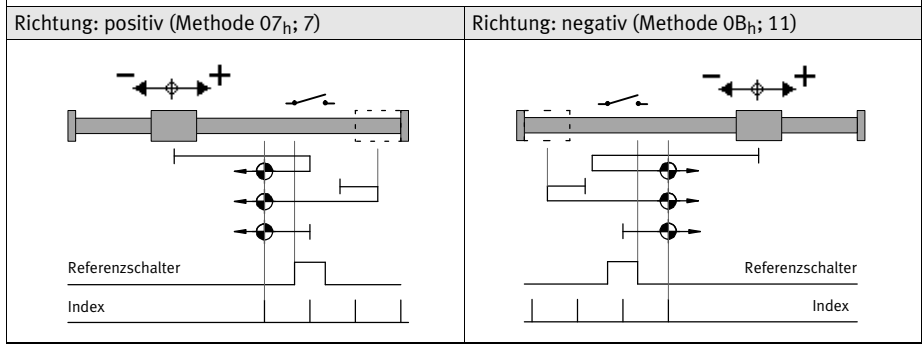 Richtung: positiv (Methode 07h; 7)
Richtung: negativ (Methode 0Bh; 11)
− +
− +
Referenzschalter
Index
Referenzschalter
Index